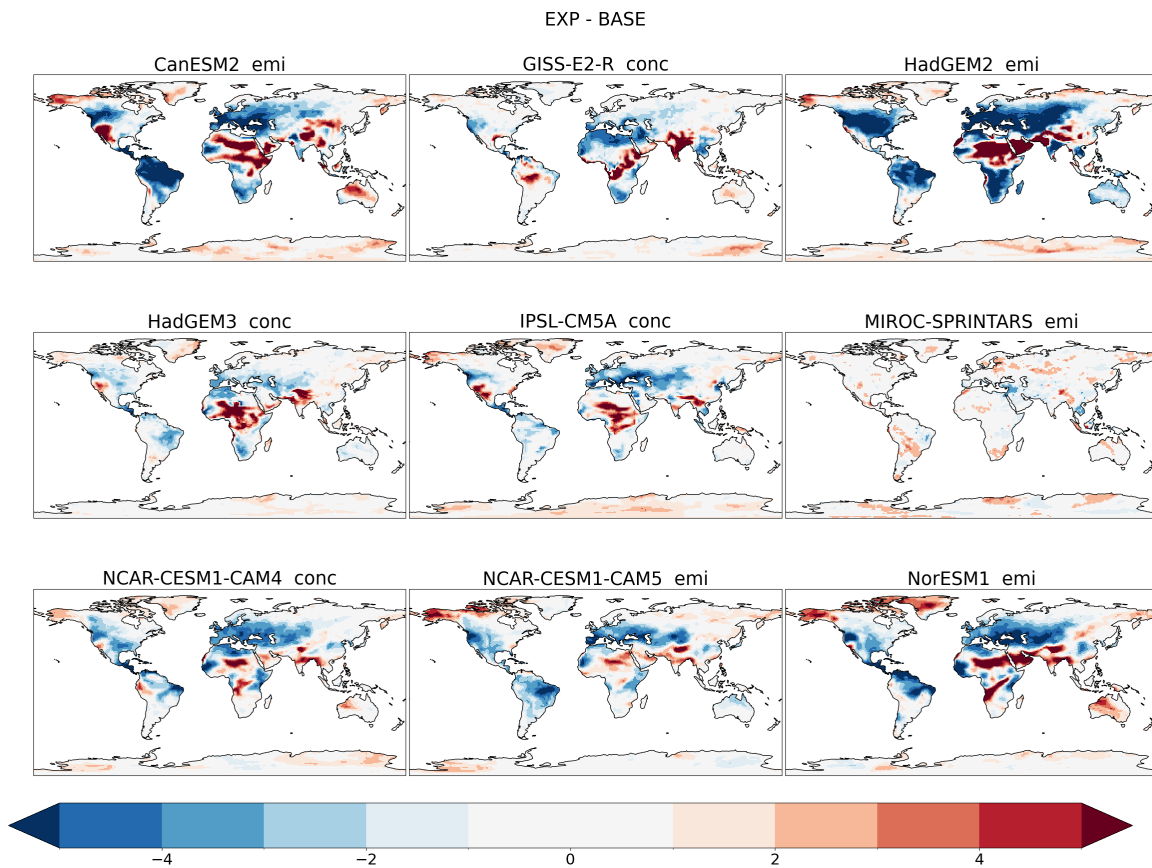 EXP - BASE
CanESM2 emi
GISS-E2-R conc
HadGEM2 emi
HadGEM3 conc
IPSL-CM5A conc
MIROC-SPRINTARS emi
NCAR-CESM1-CAM4 conc
NCAR-CESM1-CAM5 emi
NorESM1 emi
−4 −2 0 2 4